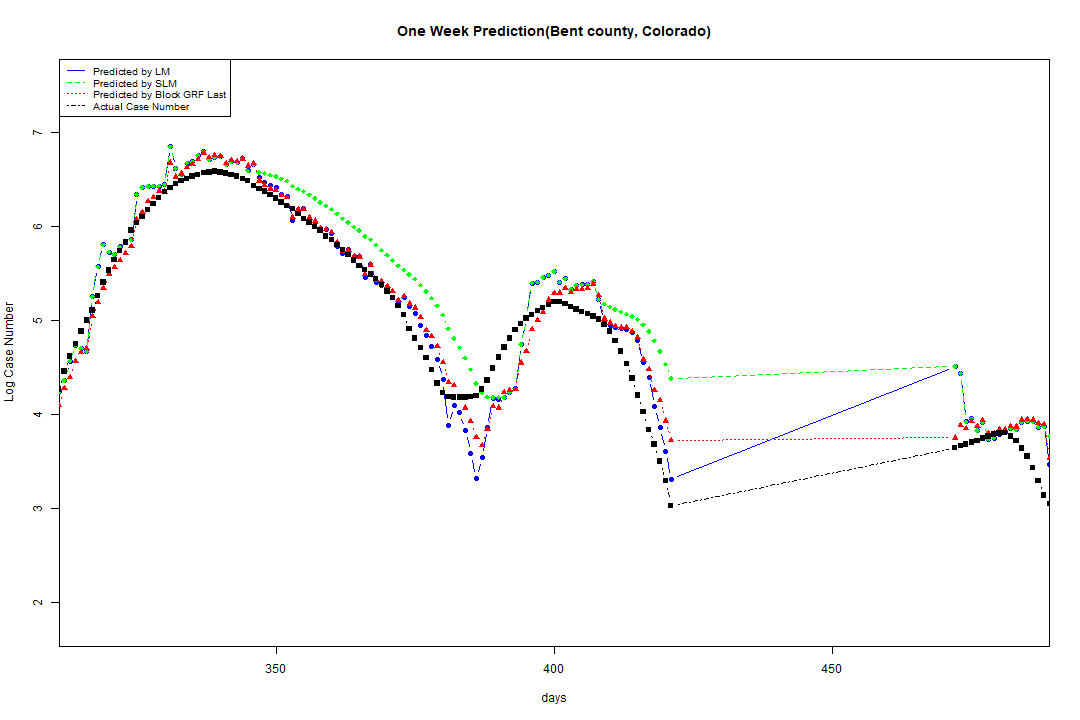 One Week Prediction(Bent county, Colorado)
Predicted by LM
Predicted by SLM
Predicted by Block GRF Last
Actual Case Number
7
6
5
4
3
2
Log Case Number
350 400 450
days